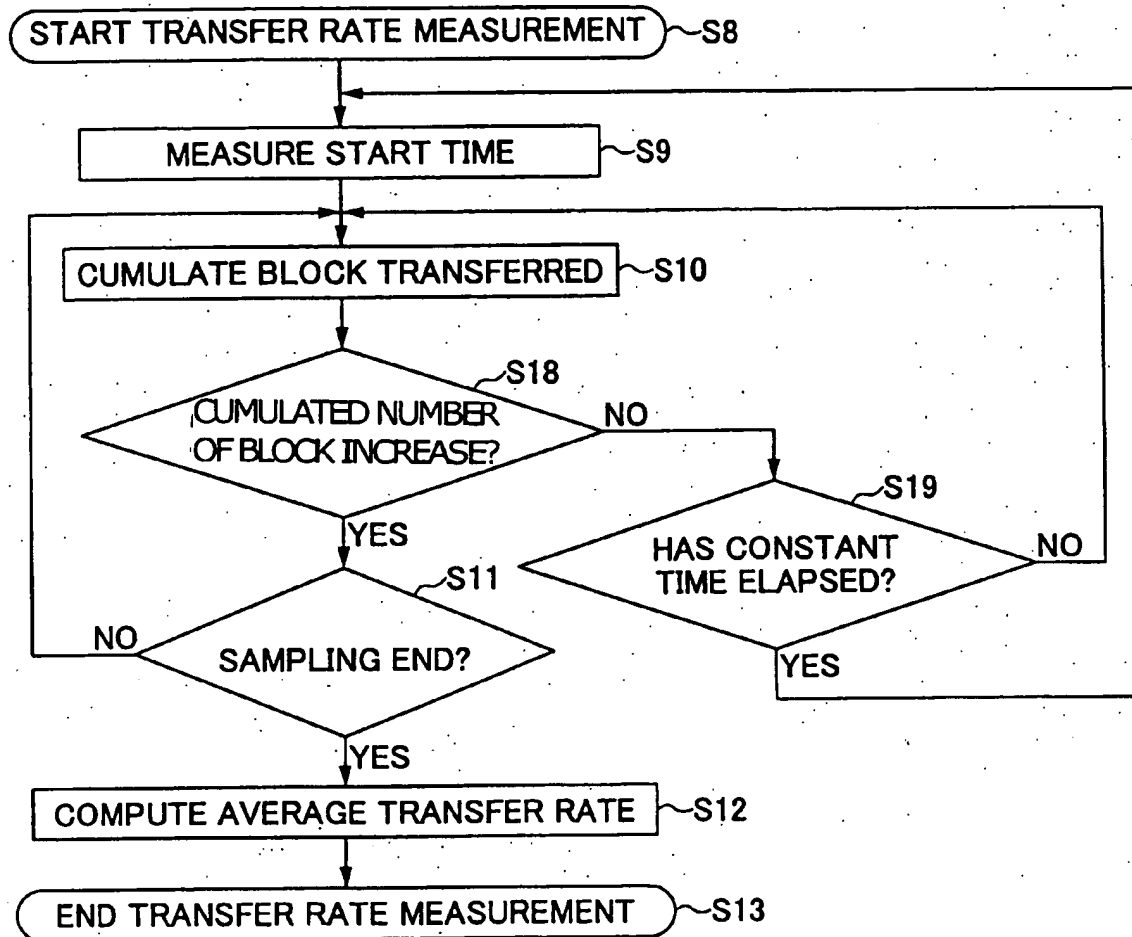 START TRANSFER RATE MEASUREMENT
S8
MEASURE START TIME
S9
CUMULATE BLOCK TRANSFERRED
S10
S18
CUMULATED NUMBER
OF BLOCK INCREASE?
NO
S19
YES
HAS CONSTANT
TIME ELAPSED?
NO
S11
NO
SAMPLING END?
YES
YES
COMPUTE AVERAGE TRANSFER RATE
S12
END TRANSFER RATE MEASUREMENT
S13